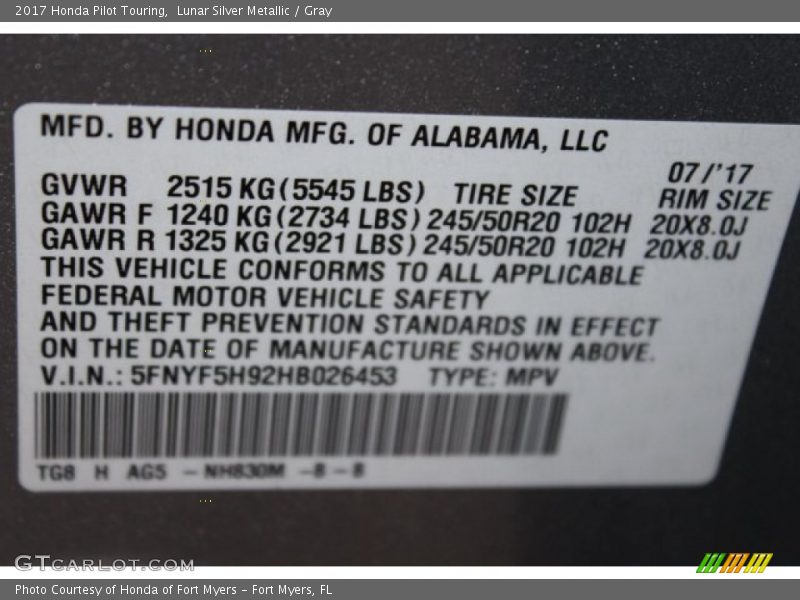 2017 Honda Pilot Touring,  Lunar Silver Metallic / Gray
MFD. BY HONDA MFG. OF ALABAMA, LLC
07/'17
GVWR 2515 KG (5545 LBS) TIRE SIZE RIM SIZE
GAWR F 1240 KG (2734 LBS) 245/50R20 102H 20X8.0J
GAWR R 1325 KG (2921 LBS) 245/50R20 102H 20X8.0J
THIS VEHICLE CONFORMS TO ALL APPLICABLE
FEDERAL MOTOR VEHICLE SAFETY
AND THEFT PREVENTION STANDARDS IN EFFECT
ON THE DATE OF MANUFACTURE SHOWN ABOVE.
V.I.N.: 5FNYF5H92HB026453 TYPE: MPV
TG8 H AG5 – NH830M –8 – 8
GTCARLOT.COM
Photo Courtesy of Honda of Fort Myers – Fort Myers, FL